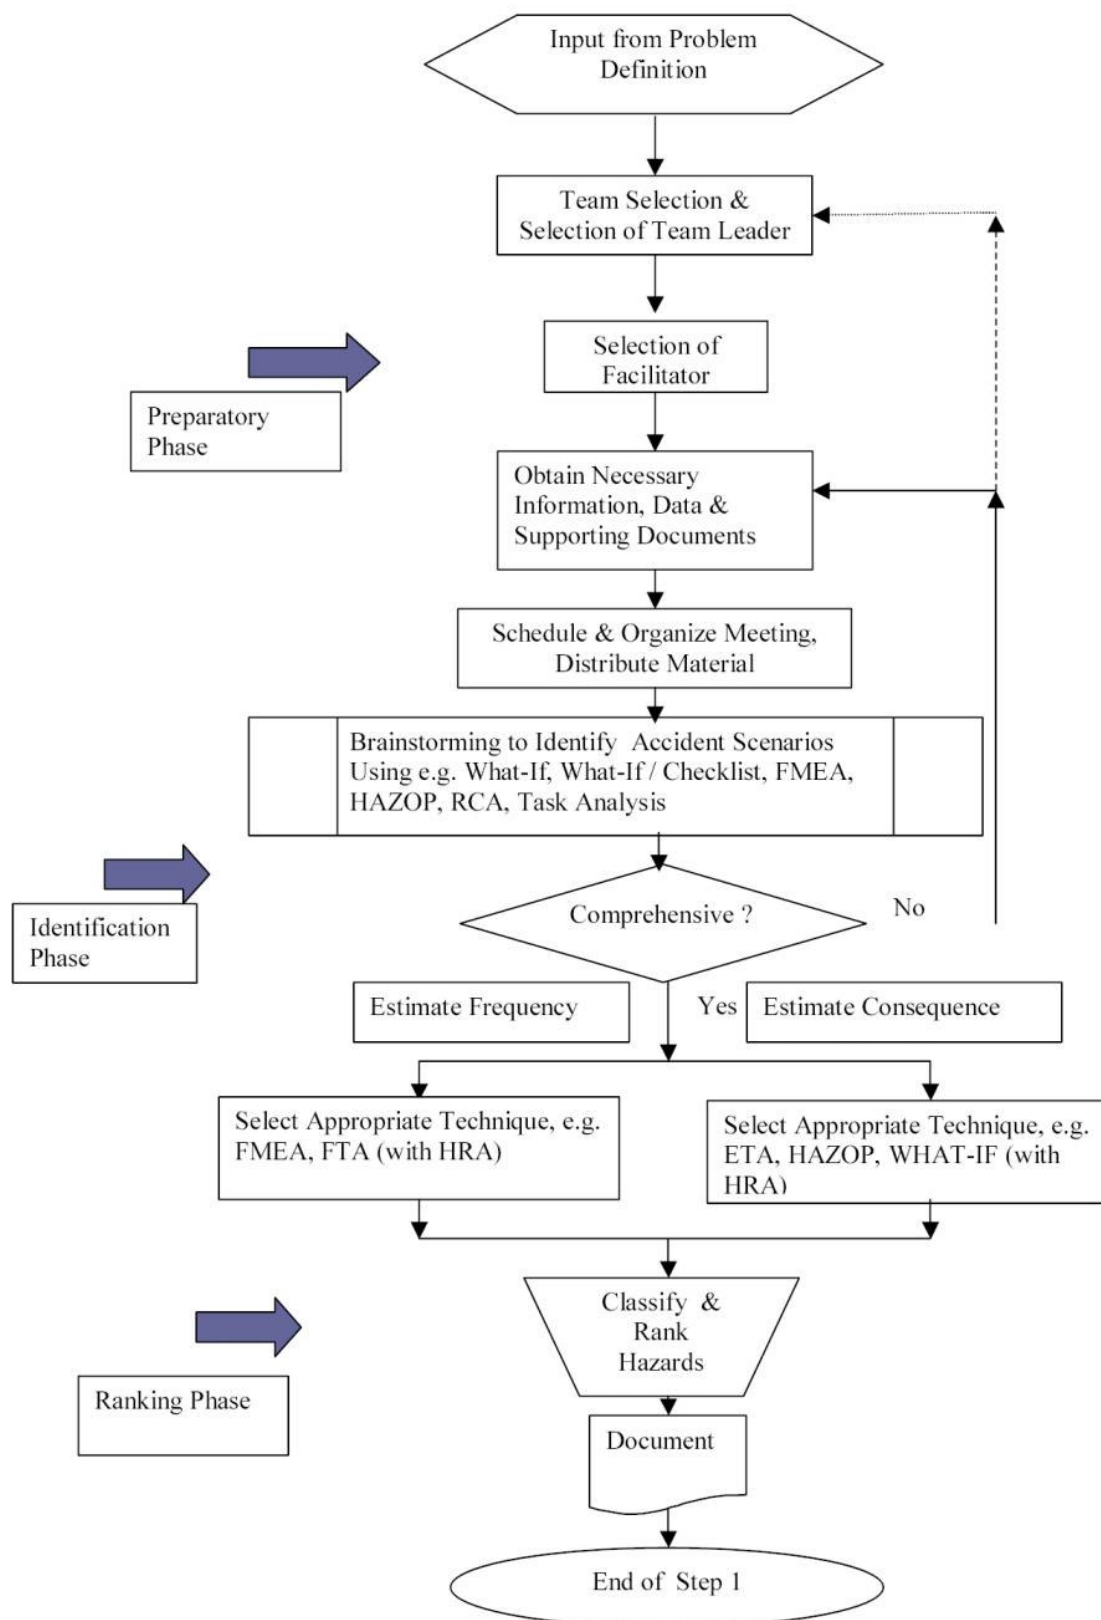 Input from Problem
Definition
Team Selection &
Selection of Team Leader
Selection of
Facilitator
Preparatory
Phase
Obtain Necessary
Information, Data &
Supporting Documents
Schedule & Organize Meeting,
Distribute Material
Brainstorming to Identify Accident Scenarios
Using e.g. What-If, What-If / Checklist, FMEA,
HAZOP, RCA, Task Analysis
Comprehensive ?
No
Identification
Phase
Estimate Frequency
Yes
Estimate Consequence
Select Appropriate Technique, e.g.
FMEA, FTA (with HRA)
Select Appropriate Technique, e.g.
ETA, HAZOP, WHAT-IF (with
HRA)
Classify &
Rank
Hazards
Ranking Phase
Document
End of Step 1